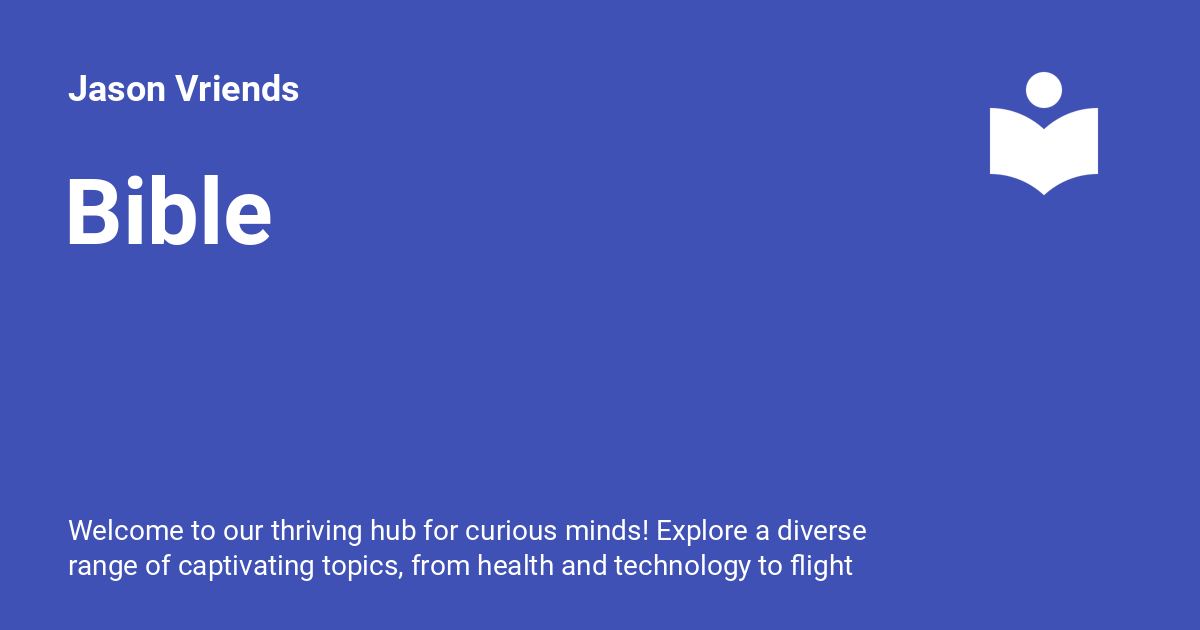 Jason Vriends
Bible
Welcome to our thriving hub for curious minds! Explore a diverse
range of captivating topics, from health and technology to flight